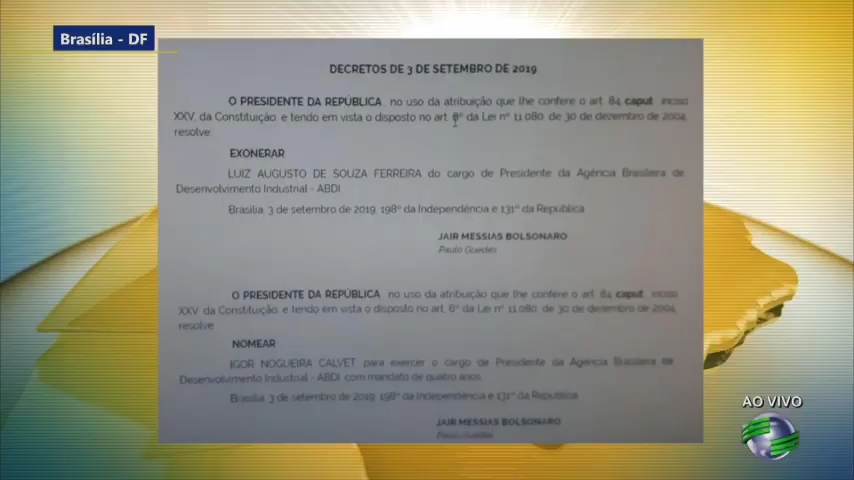 Brasília - DF
DECRETOS DE 3 DE SETEMBRO DE 2019
O PRESIDENTE DA REPÚBLICA, no uso da atribuição que lhe confere o art. 84, caput, inciso
XXV, da Constituição, e tendo em vista o disposto no art. 6º da Lei nº 11.080, de 30 de dezembro de 2004,
resolve:
EXONERAR
LUIZ AUGUSTO DE SOUZA FERREIRA do cargo de Presidente da Agência Brasileira de
Desenvolvimento Industrial - ABDI.
Brasília, 3 de setembro de 2019; 198º da Independência e 131º da República.
JAIR MESSIAS BOLSONARO
Paulo Guedes
O PRESIDENTE DA REPÚBLICA, no uso da atribuição que lhe confere o art. 84, caput, inciso
XXV, da Constituição, e tendo em vista o disposto no art. 6º da Lei nº 11.080, de 30 de dezembro de 2004,
resolve:
NOMEAR
IGOR NOGUEIRA CALVET, para exercer o cargo de Presidente da Agência Brasileira de
Desenvolvimento Industrial - ABDI, com mandato de quatro anos.
Brasília, 3 de setembro de 2019; 198º da Independência e 131º da República.
JAIR MESSIAS BOLSONARO
Paulo Guedes
AO VIVO